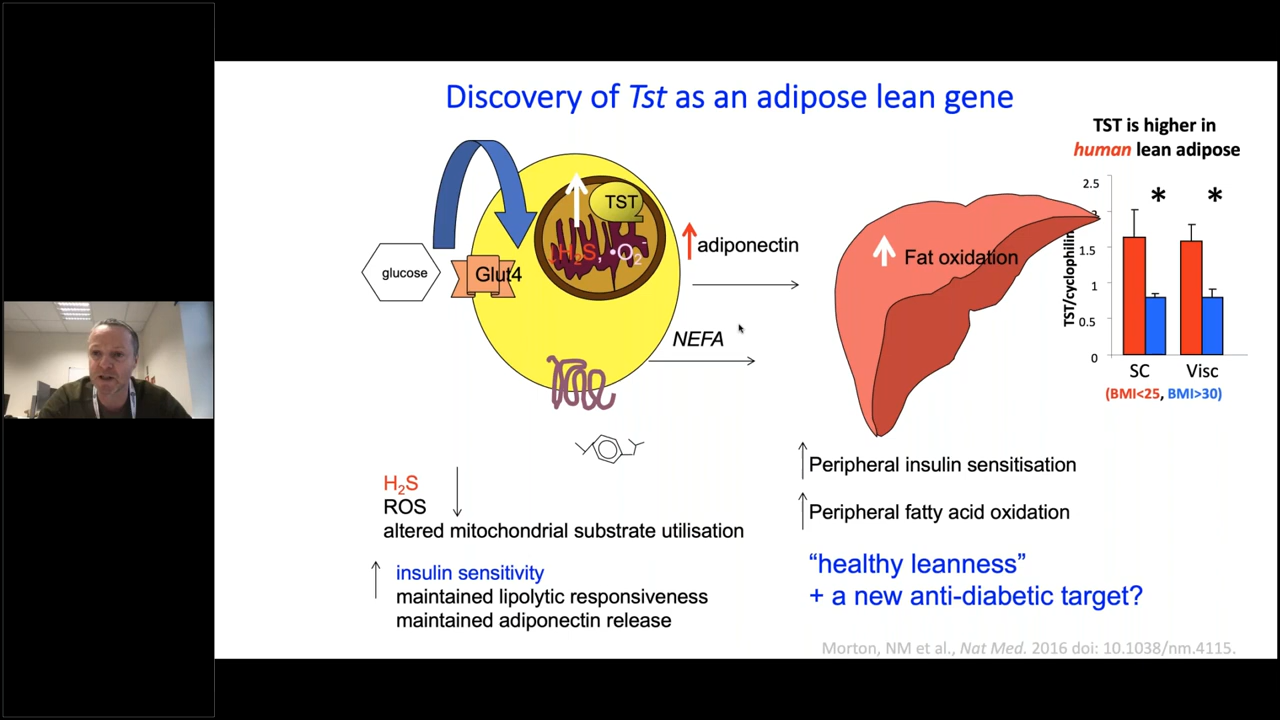 Discovery of Tst as an adipose lean gene
TST is higher in
human lean adipose
TST
H2S, •O2
glucose
Glut4
adiponectin
NEFA
Fat oxidation
TST/cyclophilin
2.5
2
1.5
1
0.5
0
SC
Visc
(BMI<25, BMI>30)
H2S
ROS
altered mitochondrial substrate utilisation
insulin sensitivity
maintained lipolytic responsiveness
maintained adiponectin release
Peripheral insulin sensitisation
Peripheral fatty acid oxidation
“healthy leanness”
+ a new anti-diabetic target?
Morton, NM et al., Nat Med. 2016 doi: 10.1038/nm.4115.